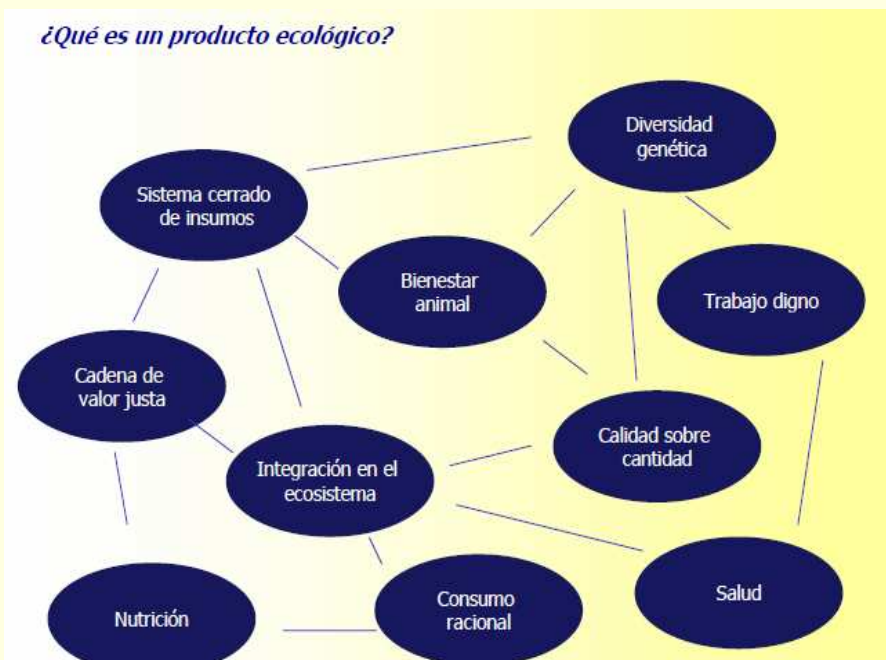 ¿Qué es un producto ecológico?
Diversidad
genética
Sistema cerrado
de insumos
Bienestar
animal
Trabajo digno
Cadena de
valor justa
Calidad sobre
cantidad
Integración en el
ecosistema
Salud
Consumo
racional
Nutrición